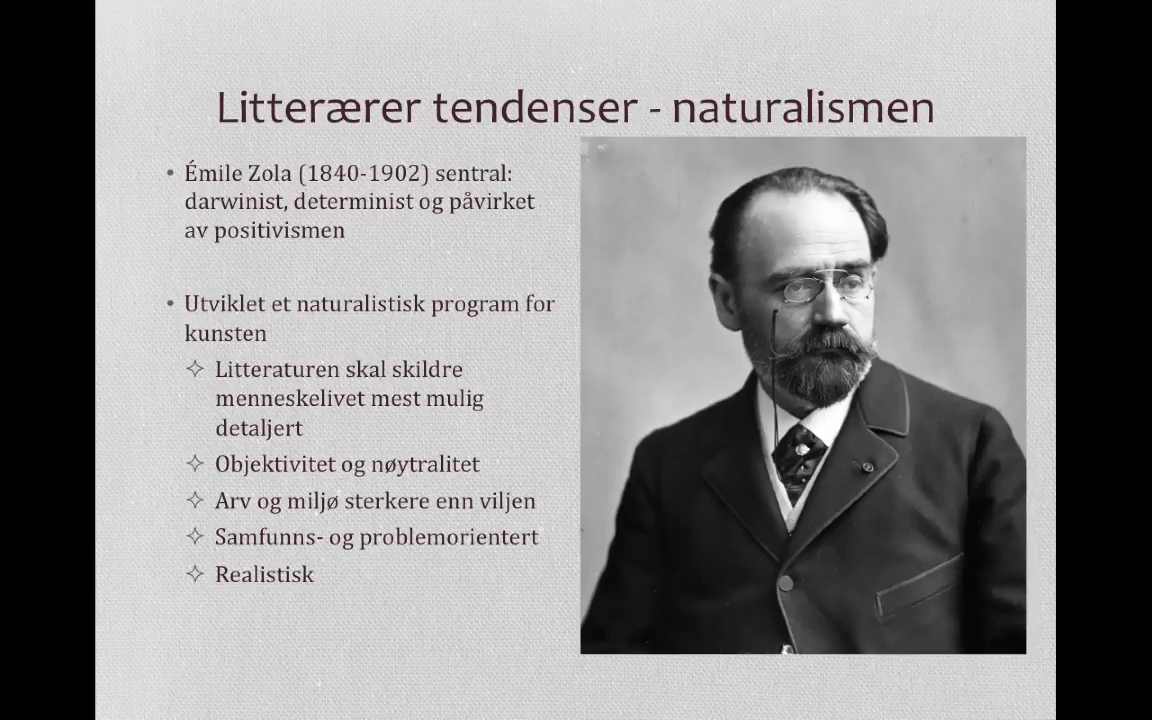 Litterærer tendenser - naturalismen
• Émile Zola (1840-1902) sentral:
darwinist, determinist og påvirket
av positivismen
• Utviklet et naturalistisk program for
kunsten
✧ Litteraturen skal skildre
menneskelivet mest mulig
detaljert
✧ Objektivitet og nøytralitet
✧ Arv og miljø sterkere enn viljen
✧ Samfunns- og problemorientert
✧ Realistisk